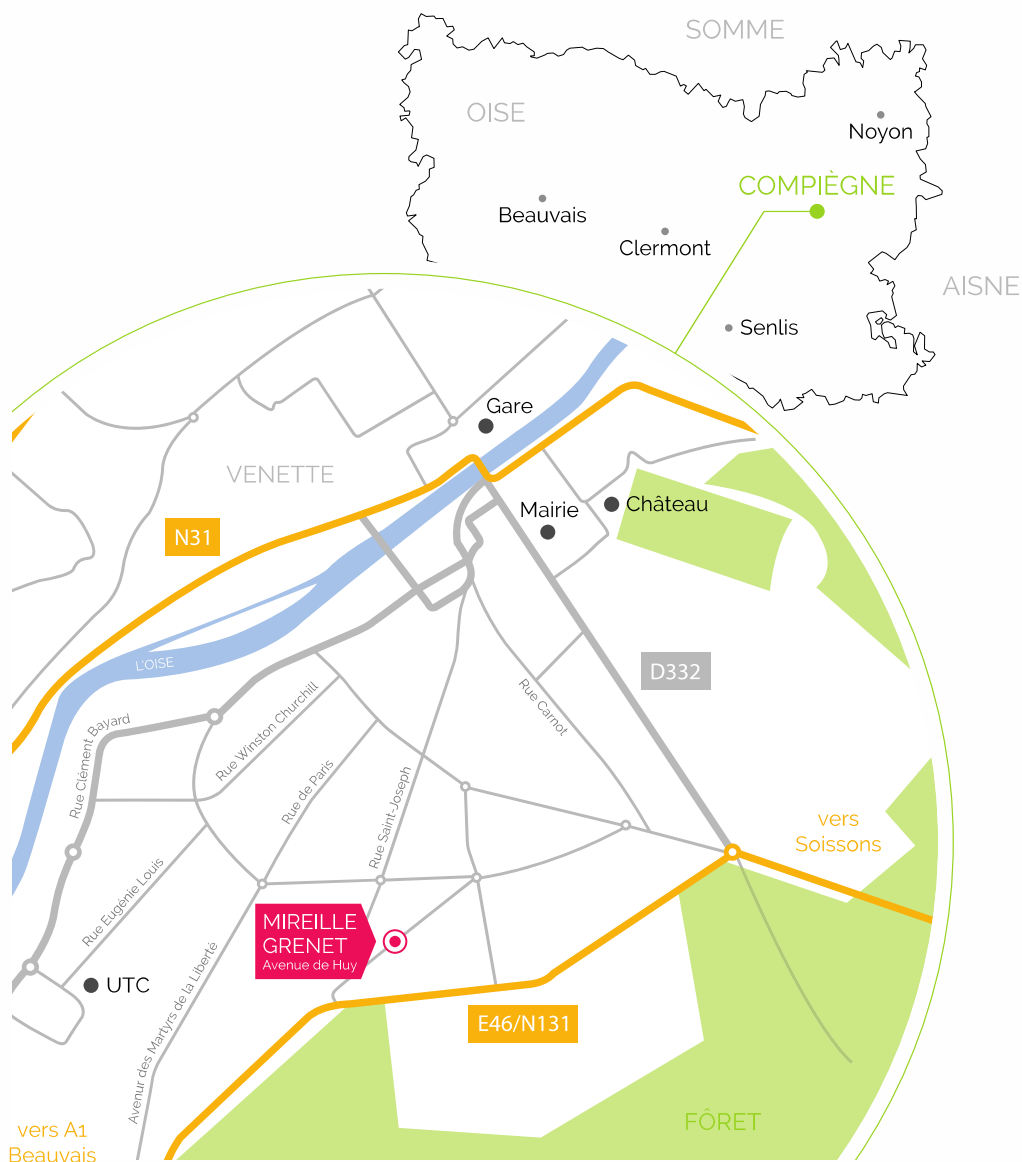 SOMME
OISE
Noyon
COMPIÈGNE
Beauvais
Clermont
AISNE
Senlis
Gare
VENETTE
Mairie
Château
N31
L'OISE
D332
Rue Carnot
Rue Clément Bayard
Rue Winston Churchill
Rue de Paris
Rue Saint-Joseph
vers
Soissons
Rue Eugénie Louis
MIREILLE
GRENET
Avenue de Huy
UTC
Avenur des Martyrs de la Liberté
E46/N131
FÔRET
vers A1
Beauvais